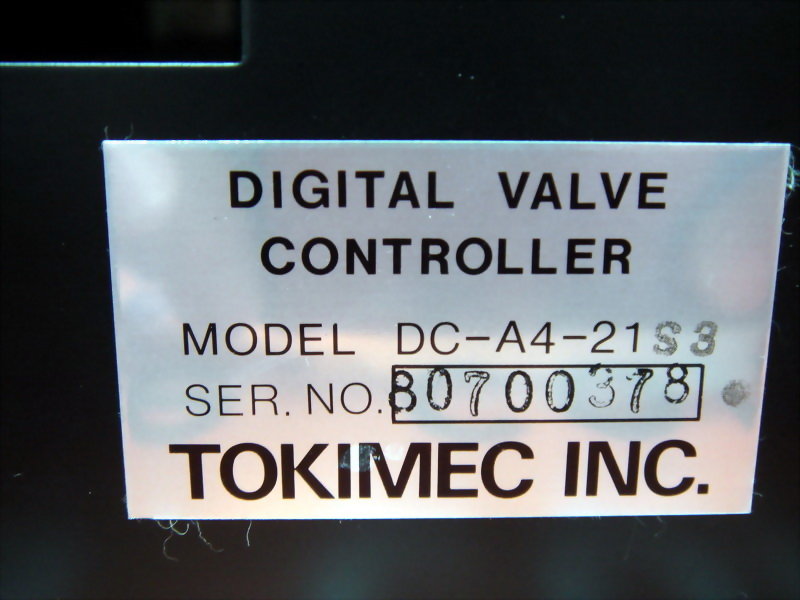 DIGITAL VALVE
CONTROLLER
MODEL DC-A4-21S3
SER. NO. 80700378
TOKIMEC INC.